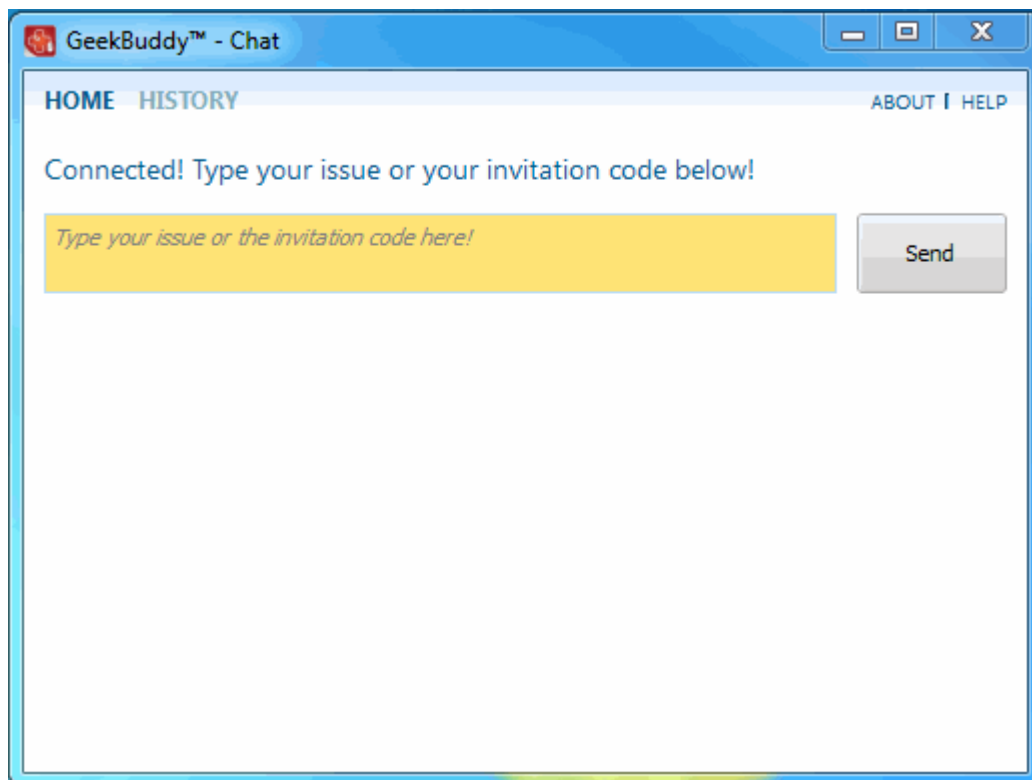 GeekBuddy™ - Chat
HOME HISTORY ABOUT HELP
Connected! Type your issue or your invitation code below!
Type your issue or the invitation code here!
Send